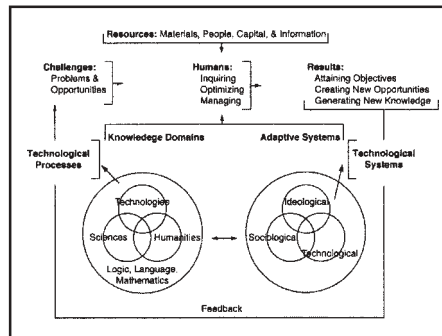 Resources: Materials, People, Capital, & Information
Challenges:
Problems &
Opportunities
Humans:
Inquiring
Optimizing
Managing
Results:
Attaining Objectives
Creating New Opportunities
Generating New Knowledge
Knowledege Domains
Adaptive Systems
Technological
Processes
Technological
Systems
Technologies
Sciences
Humanities
Logic, Language,
Mathematics
Ideological
Sociological
Technological
Feedback